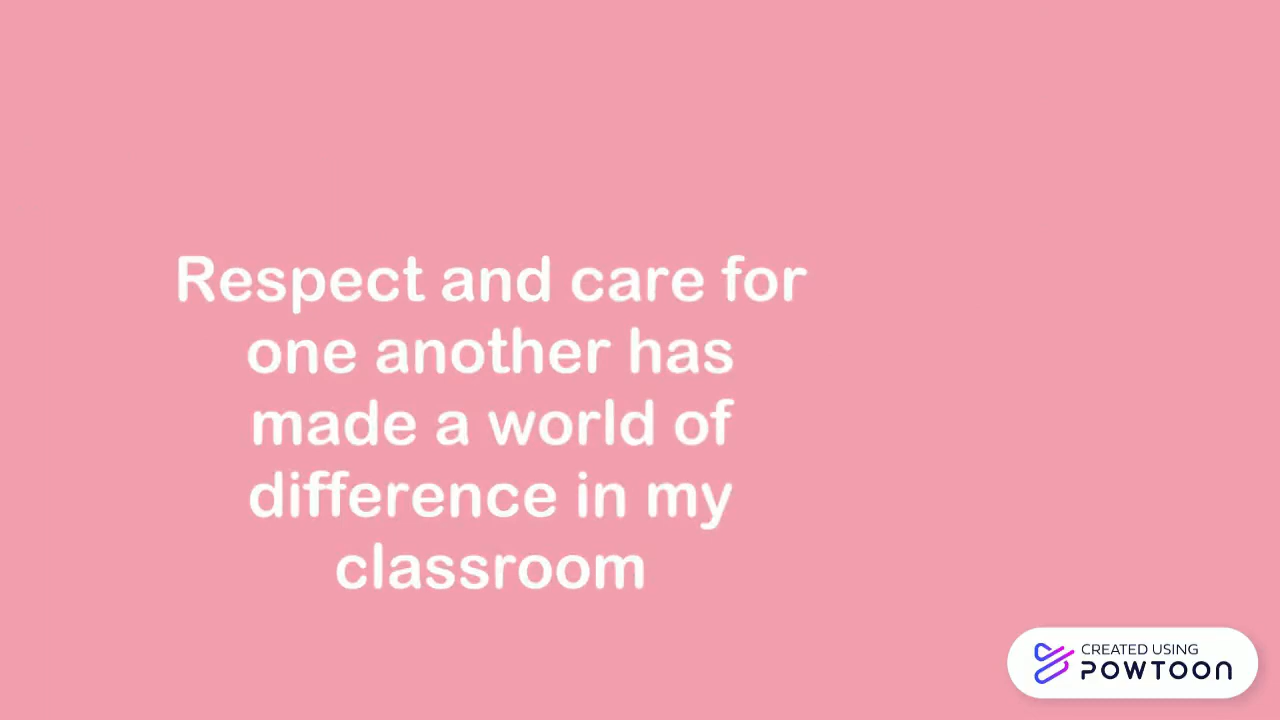 Respect and care for
one another has
made a world of
difference in my
classroom
CREATED USING
POWTOON